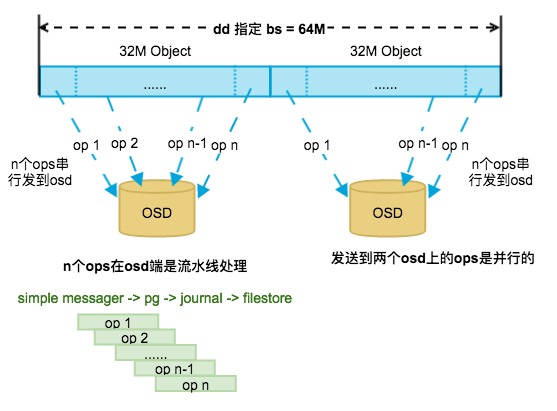 dd 指定 bs = 64M
32M Object
32M Object
......
......
op 1
op 2
op n-1
op n
op 1
op n-1
op n
n个ops串
行发到osd
n个ops串
行发到osd
OSD
OSD
n个ops在osd端是流水线处理
发送到两个osd上的ops是并行的
simple messager -> pg -> journal -> filestore
op 1
op 2
......
op n-1
op n